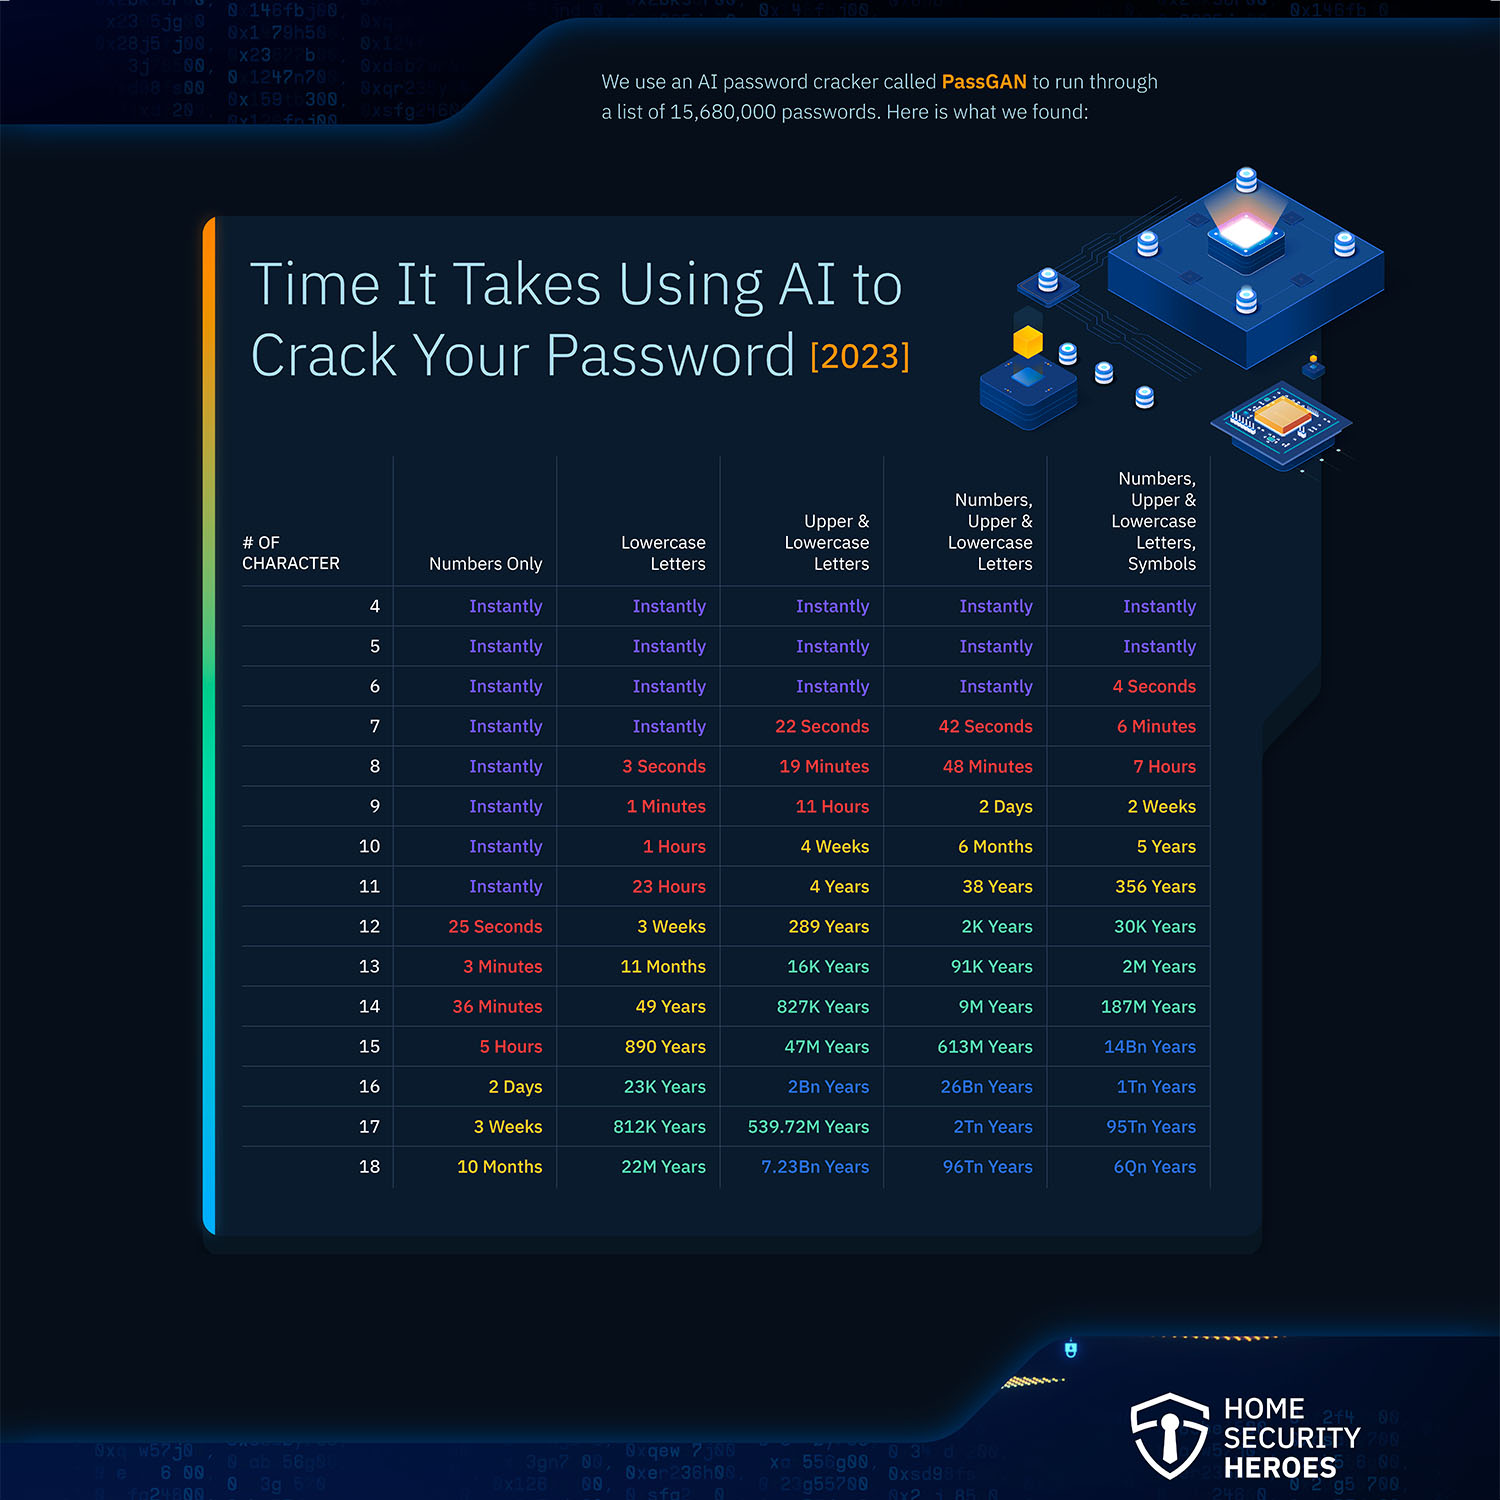 We use an AI password cracker called PassGAN to run through
a list of 15,680,000 passwords. Here is what we found:
Time It Takes Using AI to
Crack Your Password [2023]
# OF CHARACTER Numbers Only Lowercase Letters Upper & Lowercase Letters Numbers, Upper & Lowercase Letters Numbers, Upper & Lowercase Letters, Symbols
4 Instantly Instantly Instantly Instantly Instantly
5 Instantly Instantly Instantly Instantly Instantly
6 Instantly Instantly Instantly Instantly 4 Seconds
7 Instantly Instantly 22 Seconds 42 Seconds 6 Minutes
8 Instantly 3 Seconds 19 Minutes 48 Minutes 7 Hours
9 Instantly 1 Minutes 11 Hours 2 Days 2 Weeks
10 Instantly 1 Hours 4 Weeks 6 Months 5 Years
11 Instantly 23 Hours 4 Years 38 Years 356 Years
12 25 Seconds 3 Weeks 289 Years 2K Years 30K Years
13 3 Minutes 11 Months 16K Years 91K Years 2M Years
14 36 Minutes 49 Years 827K Years 9M Years 187M Years
15 5 Hours 890 Years 47M Years 613M Years 14Bn Years
16 2 Days 23K Years 2Bn Years 26Bn Years 1Tn Years
17 3 Weeks 812K Years 539.72M Years 2Tn Years 95Tn Years
18 10 Months 22M Years 7.23Bn Years 96Tn Years 6Qn Years
HOME
SECURITY
HEROES